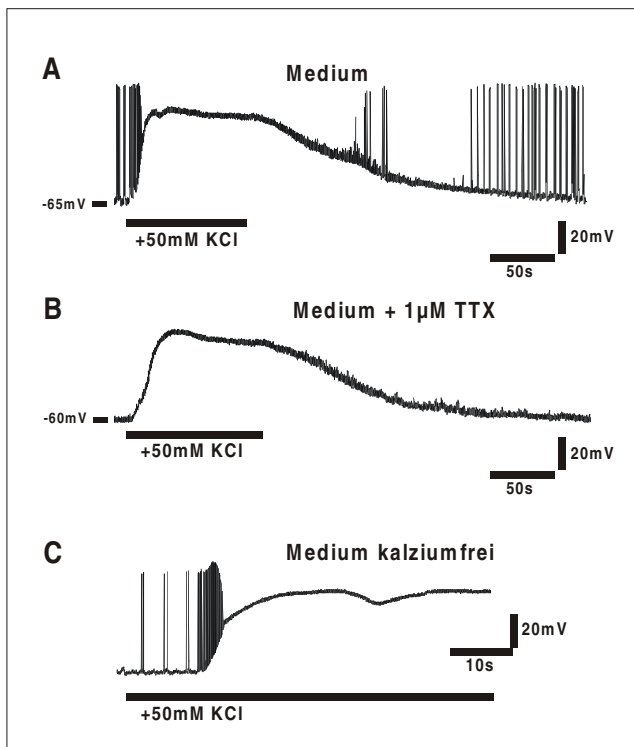 A
Medium
-65mV
+50mM KCl
20mV
50s
B
Medium + 1µM TTX
-60mV
+50mM KCl
20mV
50s
C
Medium kalziumfrei
20mV
10s
+50mM KCl